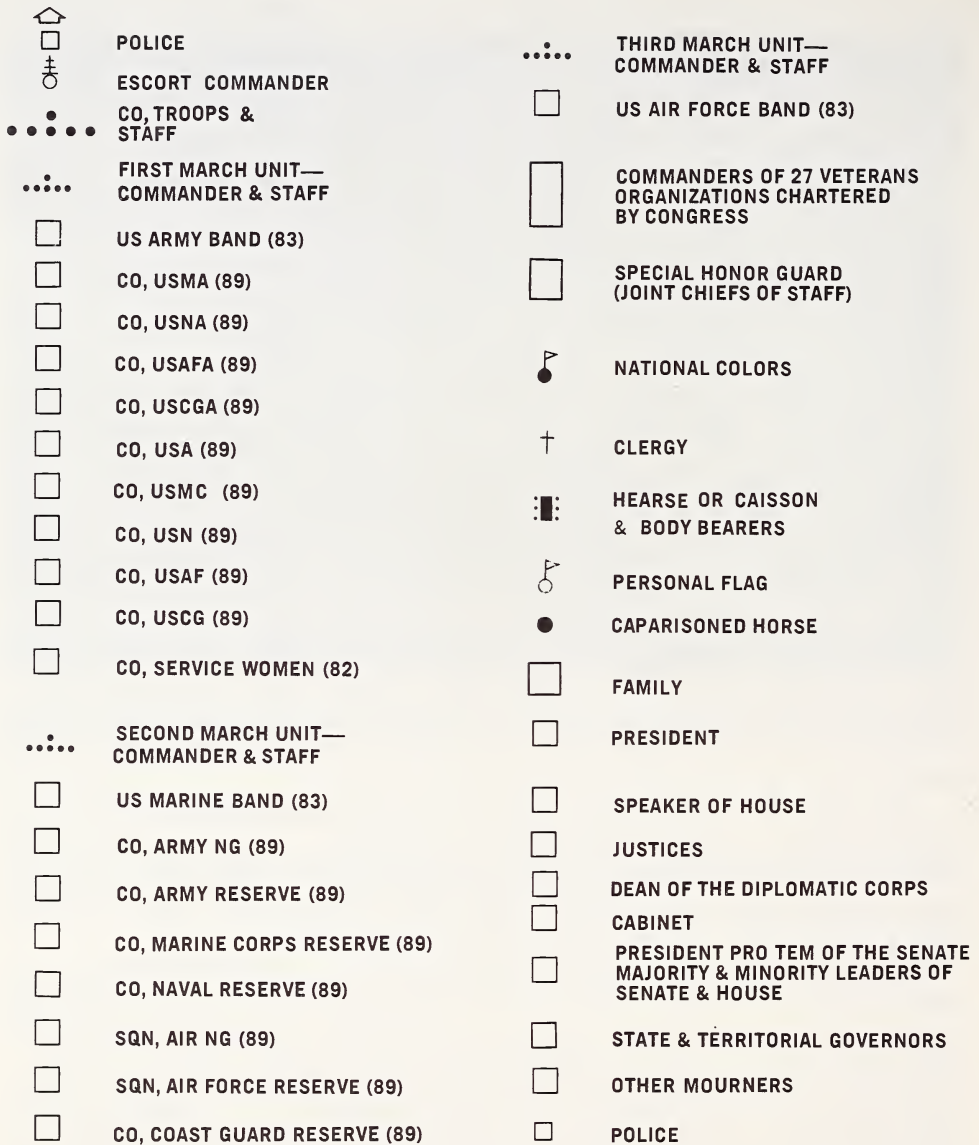 POLICE
ESCORT COMMANDER
CO, TROOPS &
STAFF
FIRST MARCH UNIT—
COMMANDER & STAFF
US ARMY BAND (83)
CO, USMA (89)
CO, USNA (89)
CO, USAFA (89)
CO, USCGA (89)
CO, USA (89)
CO, USMC (89)
CO, USN (89)
CO, USAF (89)
CO, USCG (89)
CO, SERVICE WOMEN (82)
SECOND MARCH UNIT—
COMMANDER & STAFF
US MARINE BAND (83)
CO, ARMY NG (89)
CO, ARMY RESERVE (89)
CO, MARINE CORPS RESERVE (89)
CO, NAVAL RESERVE (89)
SQN, AIR NG (89)
SQN, AIR FORCE RESERVE (89)
CO, COAST GUARD RESERVE (89)
THIRD MARCH UNIT—
COMMANDER & STAFF
US AIR FORCE BAND (83)
COMMANDERS OF 27 VETERANS
ORGANIZATIONS CHARTERED
BY CONGRESS
SPECIAL HONOR GUARD
(JOINT CHIEFS OF STAFF)
NATIONAL COLORS
CLERGY
HEARSE OR CAISSON
& BODY BEARERS
PERSONAL FLAG
CAPARISONED HORSE
FAMILY
PRESIDENT
SPEAKER OF HOUSE
JUSTICES
DEAN OF THE DIPLOMATIC CORPS
CABINET
PRESIDENT PRO TEM OF THE SENATE
MAJORITY & MINORITY LEADERS OF
SENATE & HOUSE
STATE & TERRITORIAL GOVERNORS
OTHER MOURNERS
POLICE